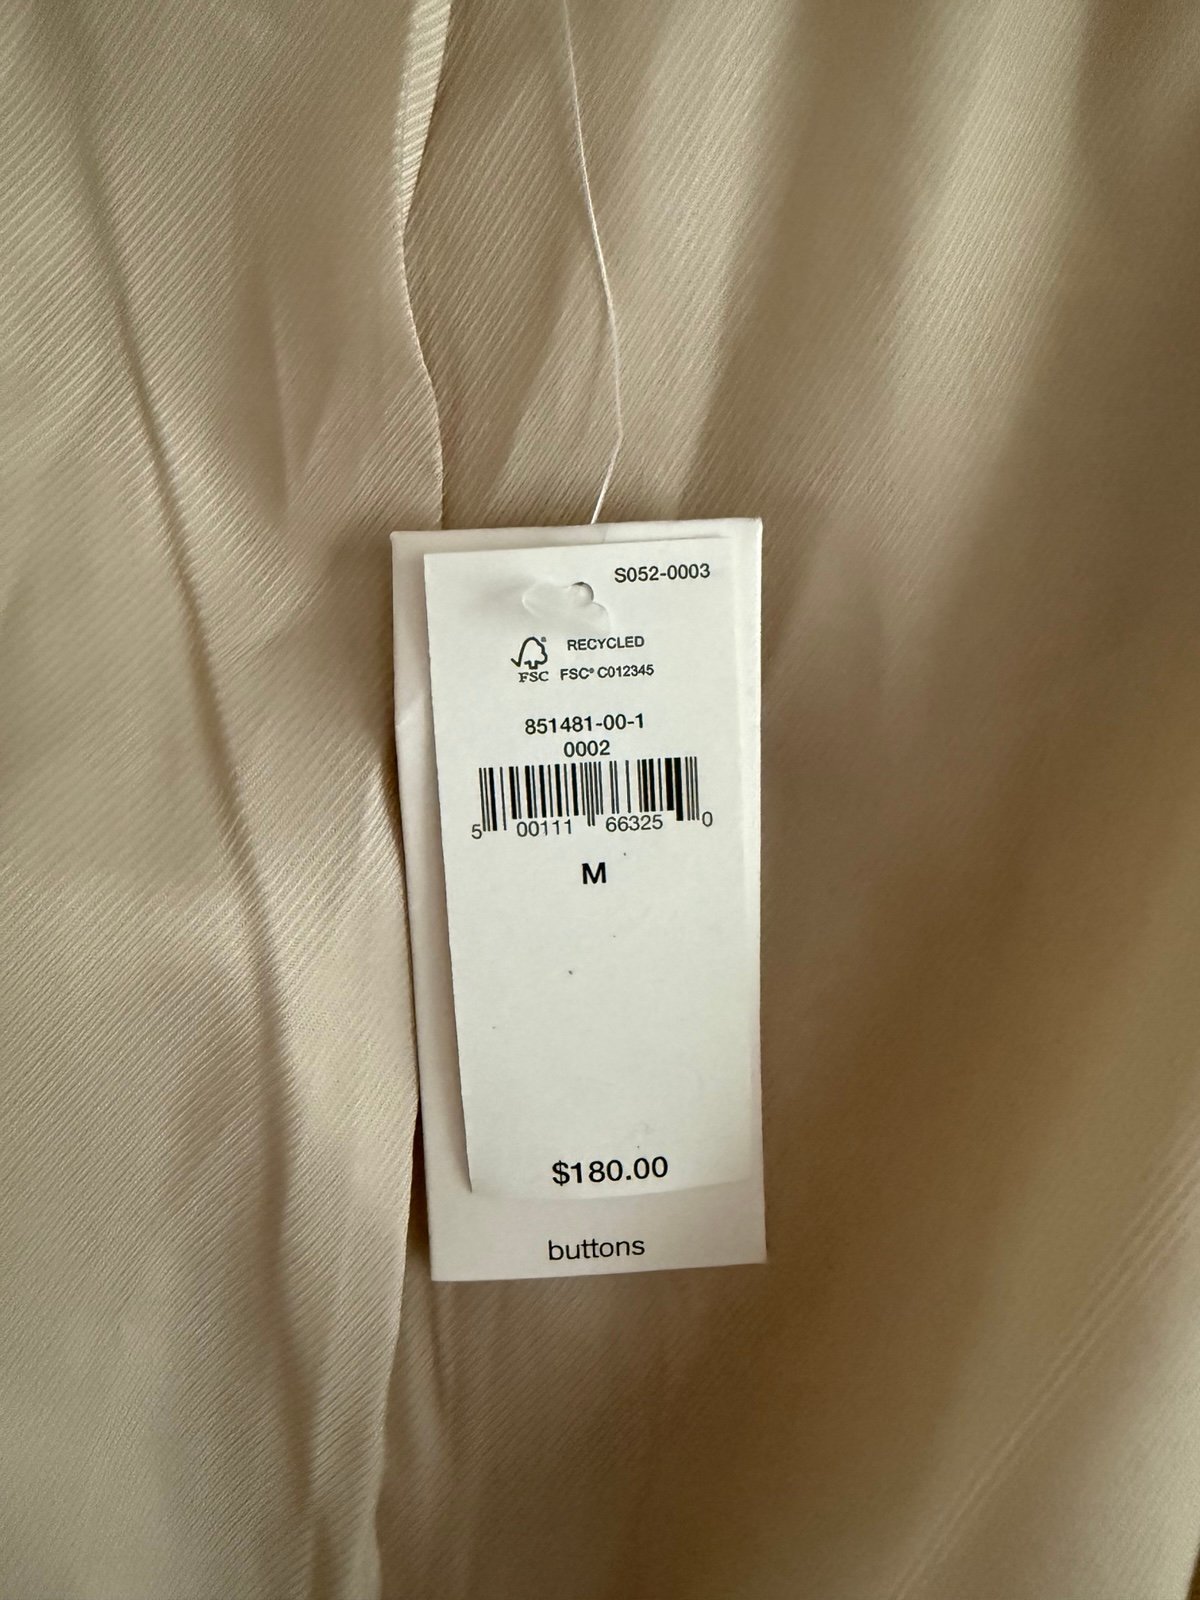 S052-0003
RECYCLED
FSC FSC® C012345
851481-00-1
0002
5 00111 66325 0
M
$180.00
buttons